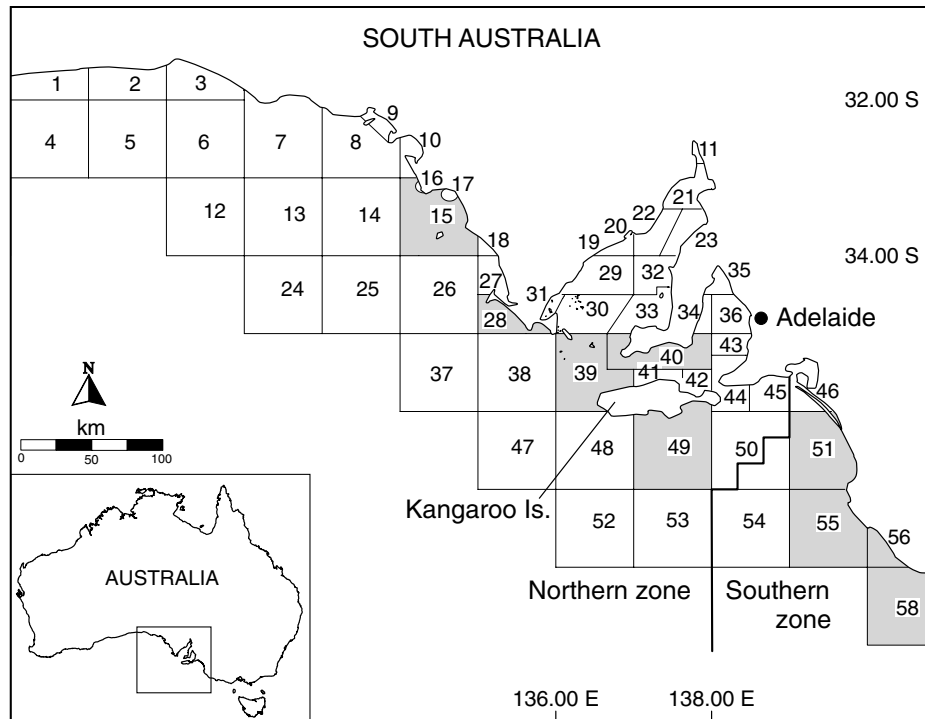 SOUTH AUSTRALIA
1 2 3
32.00 S
9
4 5 6 7 8
10
11
16 17
12 13 14 15
21
22
20
18 19 23
34.00 S
24 25 26 27
29 32 35
31 30
28 33 34 36
Adelaide
43
37 38 39 40
41 42
44 45 46
N
km
0 50 100
47 48 49 50 51
Kangaroo Is.
52 53 54 55
56
AUSTRALIA
Northern zone
Southern
zone
58
136.00 E 138.00 E